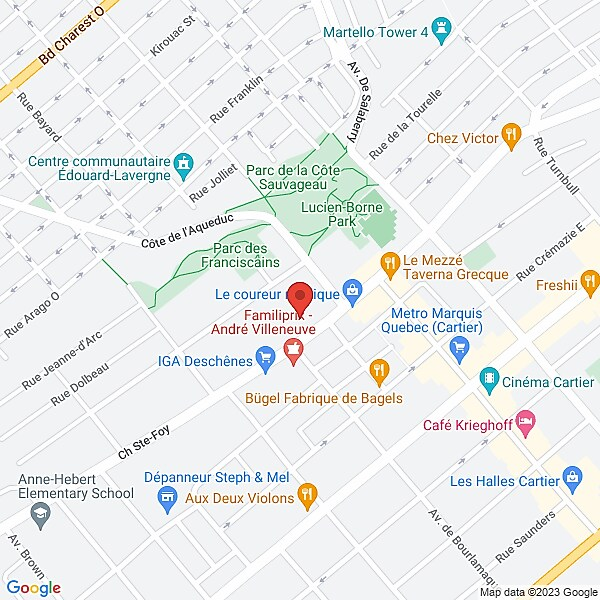 Kirouac St
Martello Tower 4
Bd Charest O
Rue Bayard
Rue Franklin
Av. De Salaberry
Rue de la Tourelle
Chez Victor
Rue Turnbull
Centre communautaire
Édouard-Lavergne
Rue Jolliet
Parc de la Côte
Sauvageau
Lucien-Borne
Park
Côte de l'Aqueduc
Parc des
Franciscains
Rue Crémazie E
Le Mezzé
Taverna Grecque
Freshii
Rue Arago O
Le coureur n
ique
Familiprix -
André Villeneuve
Metro Marquis
Quebec (Cartier)
Rue Jeanne-d'Arc
IGA Deschênes
Rue Dolbeau
Cinéma Cartier
Bügel Fabrique de Bagels
Café Krieghoff
Ch Ste-Foy
Anne-Hebert
Elementary School
Dépanneur Steph & Mel
Aux Deux Violons
Les Halles Cartier
Av. de Bourlamaqu
Rue Saunders
Av. Brown
Google
Map data ©2023 Google